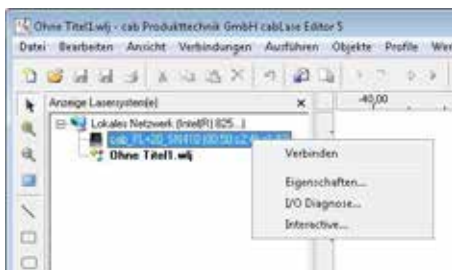 Ohne Titel1.wlj - cab Produkttechnik GmbH cabLase Editor 5
Datei Bearbeiten Ansicht Verbindungen Ausführen Objekte Profile
Anzeige Lasersystem(e)
-40,00
Lokales Netzwerk (Intel(R) 825...)
Ohne Titel1.wlj
Verbinden
Eigenschaften...
I/O Diagnose...
Interactive...